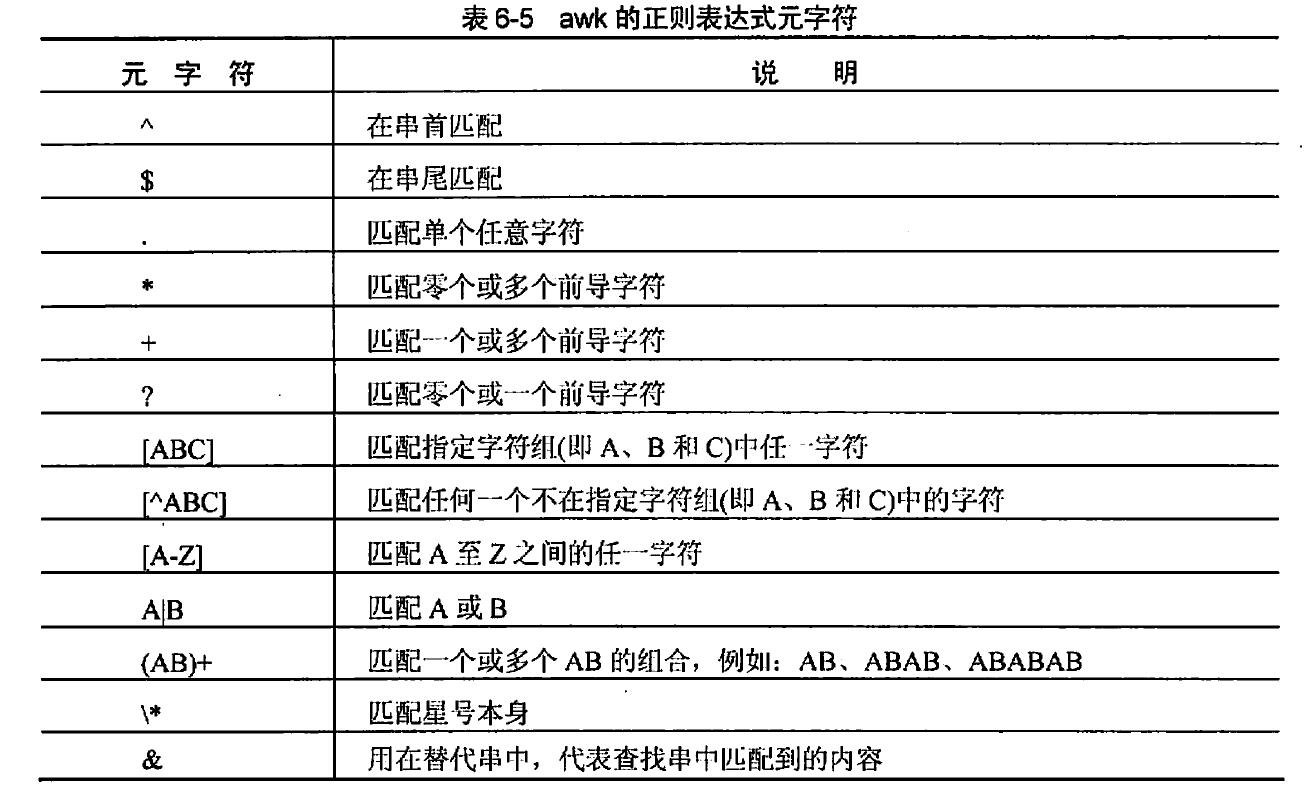 表 6-5 awk 的正则表达式元字符
元 字 符 说 明
^ 在串首匹配
$ 在串尾匹配
. 匹配单个任意字符
* 匹配零个或多个前导字符
+ 匹配一个或多个前导字符
? 匹配零个或一个前导字符
[ABC] 匹配指定字符组(即 A、B 和 C)中任一字符
[^ABC] 匹配任何一个不在指定字符组(即 A、B 和 C)中的字符
[A-Z] 匹配 A 至 Z 之间的任一字符
A|B 匹配 A 或 B
(AB)+ 匹配一个或多个 AB 的组合，例如：AB、ABAB、ABABAB
\* 匹配星号本身
& 用在替代串中，代表查找串中匹配到的内容